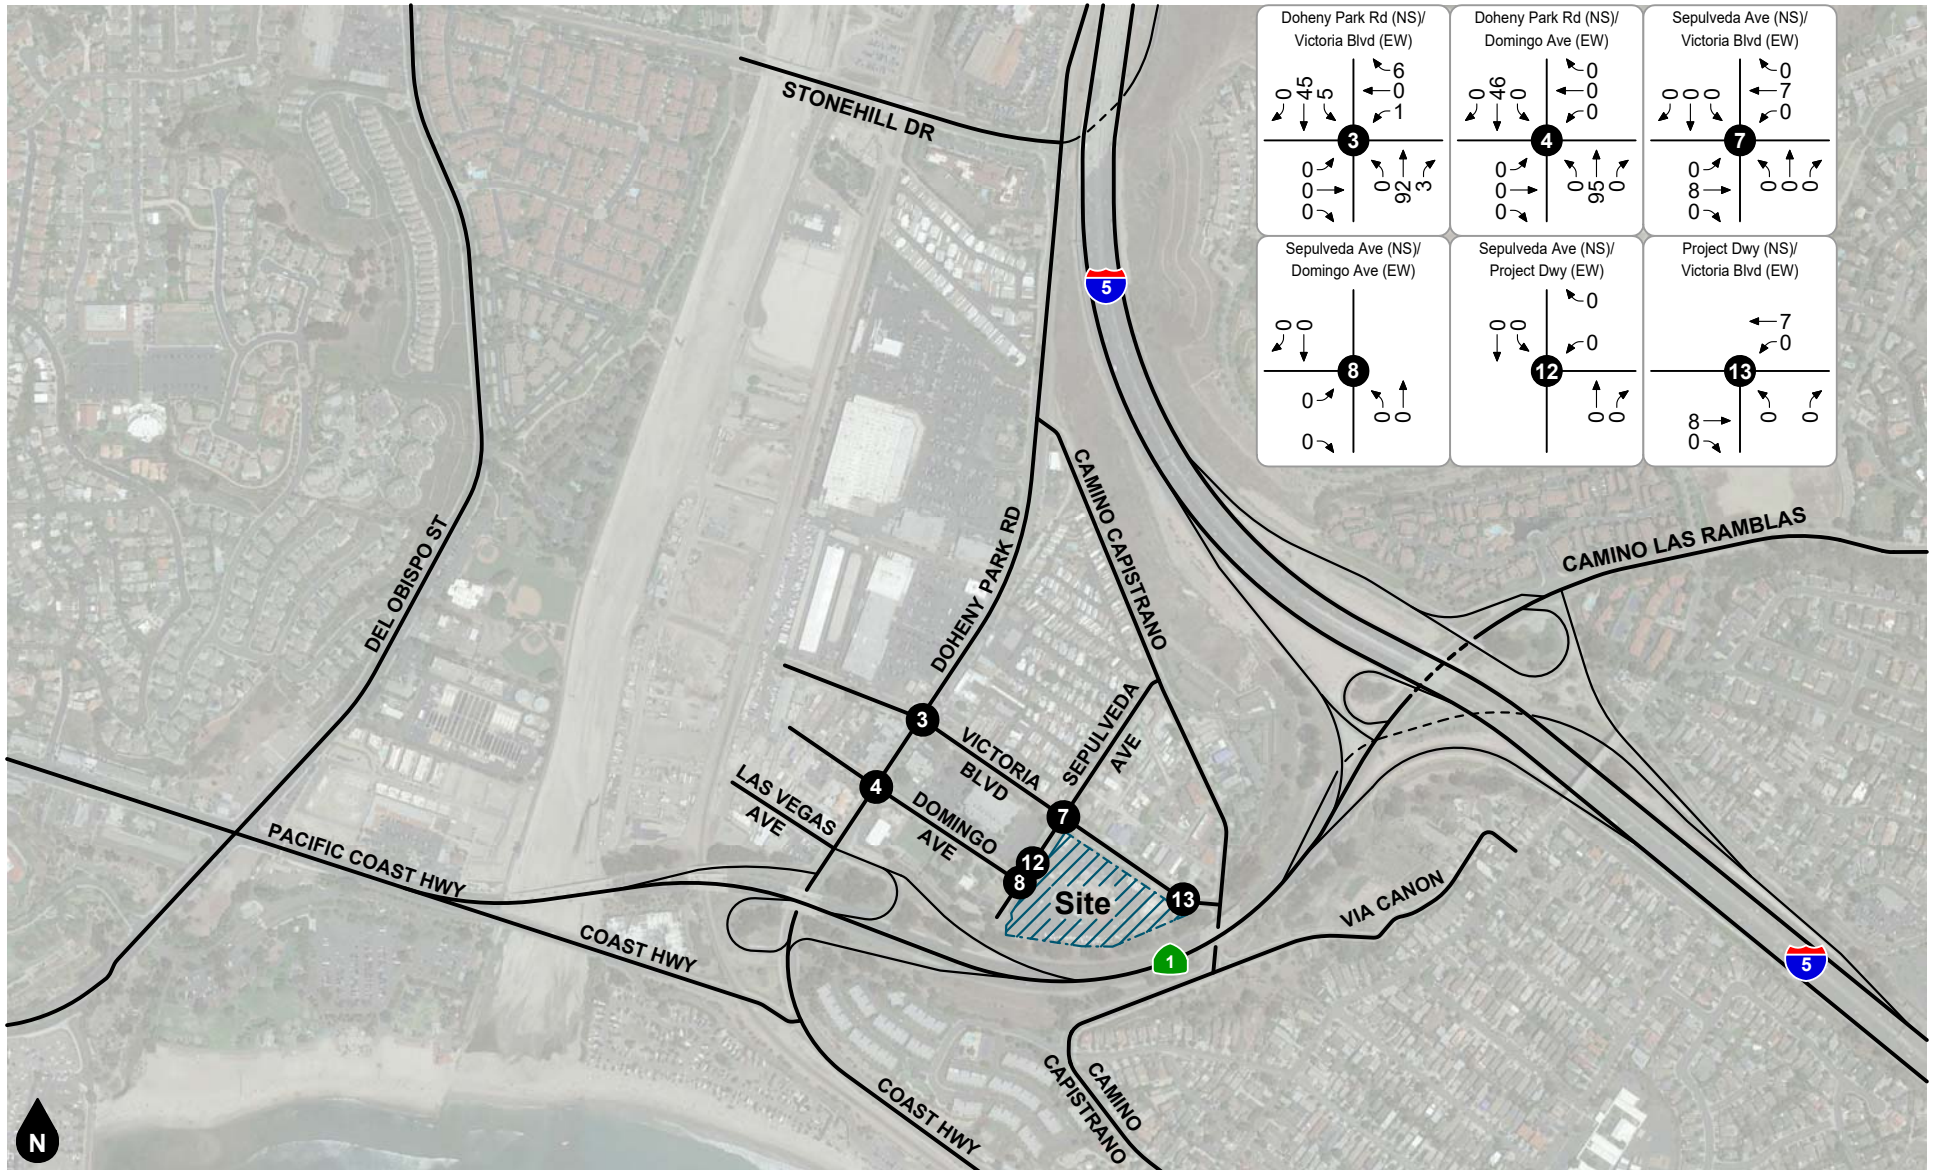 Doheny Park Rd (NS)/
Victoria Blvd (EW)
0 45 5
6
0
1
3
0
0
0
0 92 3
Doheny Park Rd (NS)/
Domingo Ave (EW)
0 46 0
0
0
0
4
0
0
0
0 95 0
Sepulveda Ave (NS)/
Victoria Blvd (EW)
0 0 0
0
7
0
7
0
8
0
0 0 0
Sepulveda Ave (NS)/
Domingo Ave (EW)
0 0
8
0
0
0 0
Sepulveda Ave (NS)/
Project Dwy (EW)
0 0
0
0
12
0 0
Project Dwy (NS)/
Victoria Blvd (EW)
7
0
13
8
0
0 0
STONEHILL DR
5
DEL OBISPO ST
DOHENY PARK RD
CAMINO CAPISTRANO
CAMINO LAS RAMBLAS
3
VICTORIA
BLVD
SEPULVEDA
AVE
4
LAS VEGAS
AVE
DOMINGO
AVE
7
12
8
13
Site
PACIFIC COAST HWY
VIA CANON
COAST HWY
1
5
CAMINO
CAPISTRANO
COAST HWY
N